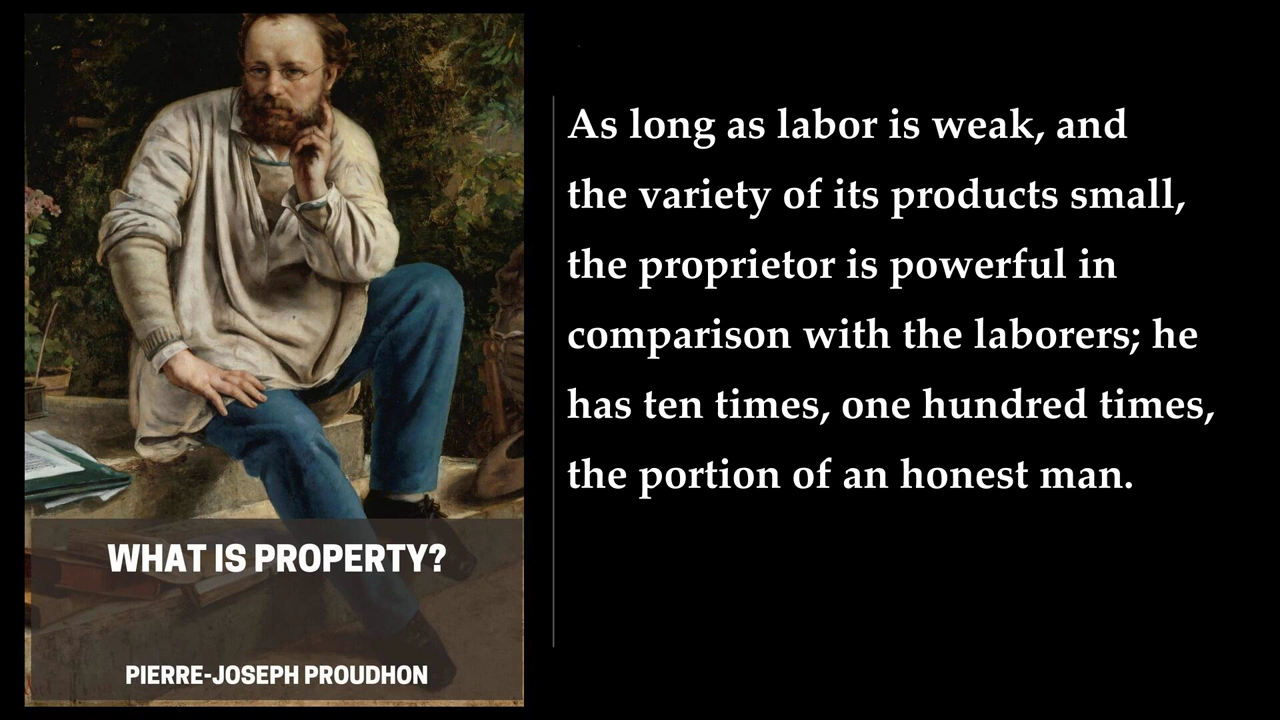 WHAT IS PROPERTY?
PIERRE-JOSEPH PROUDHON
As long as labor is weak, and
the variety of its products small,
the proprietor is powerful in
comparison with the laborers; he
has ten times, one hundred times,
the portion of an honest man.